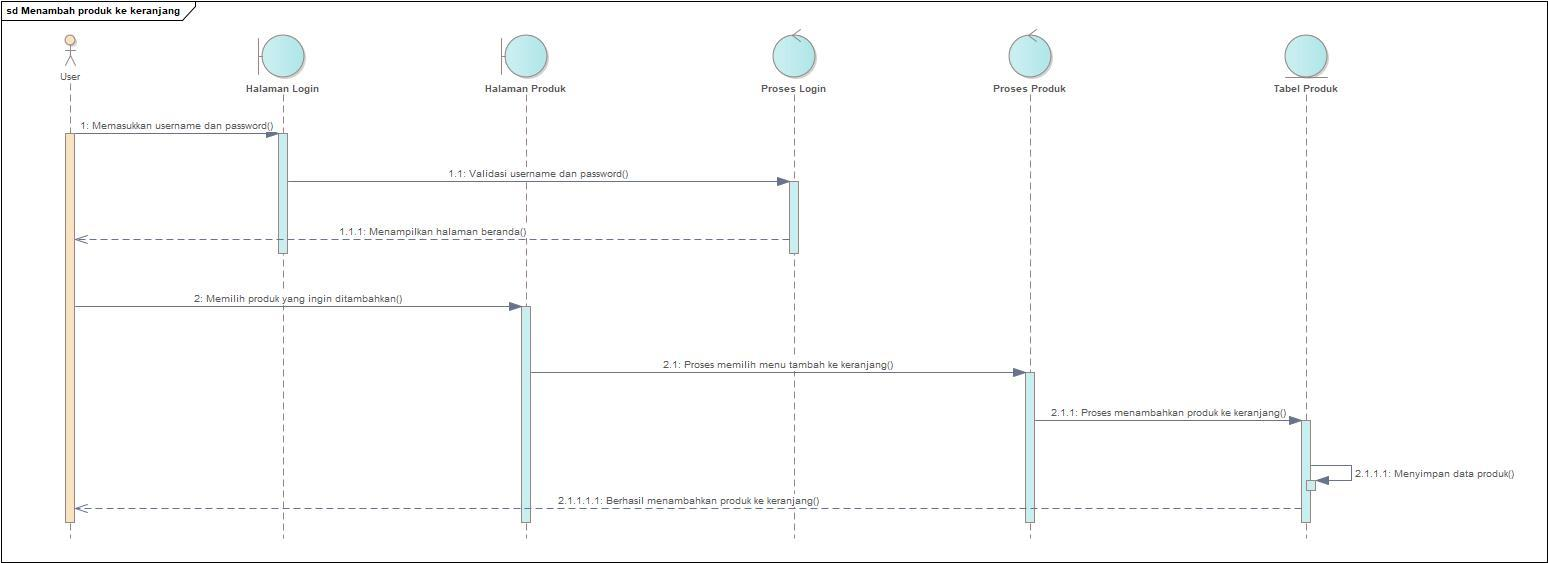 sd Menambah produk ke keranjang
User
Halaman Login
Halaman Produk
Proses Login
Proses Produk
Tabel Produk
1: Memasukkan username dan password()
1.1: Validasi username dan password()
1.1.1: Menampilkan halaman beranda()
2: Memilih produk yang ingin ditambahkan()
2.1: Proses memilih menu tambah ke keranjang()
2.1.1: Proses menambahkan produk ke keranjang()
2.1.1.1: Menyimpan data produk()
2.1.1.1.1: Berhasil menambahkan produk ke keranjang()